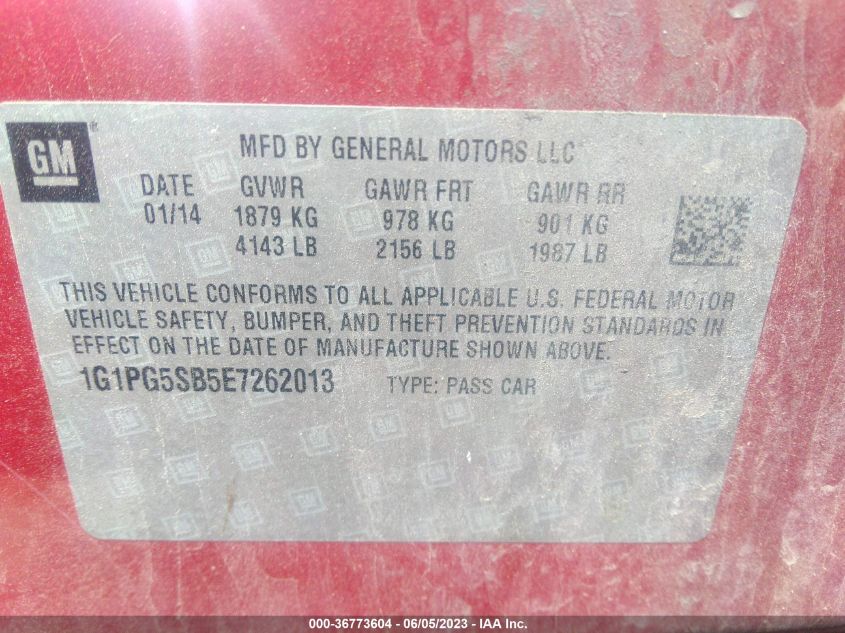 GM
MFD BY GENERAL MOTORS LLC
DATE GVWR GAWR FRT GAWR RR
01/14 1879 KG 978 KG 901 KG
4143 LB 2156 LB 1987 LB
THIS VEHICLE CONFORMS TO ALL APPLICABLE U.S. FEDERAL MOTOR
VEHICLE SAFETY, BUMPER, AND THEFT PREVENTION STANDARDS IN
EFFECT ON THE DATE OF MANUFACTURE SHOWN ABOVE.
1G1PG5SB5E7262013 TYPE: PASS CAR
000-36773604 - 06/05/2023 - IAA Inc.